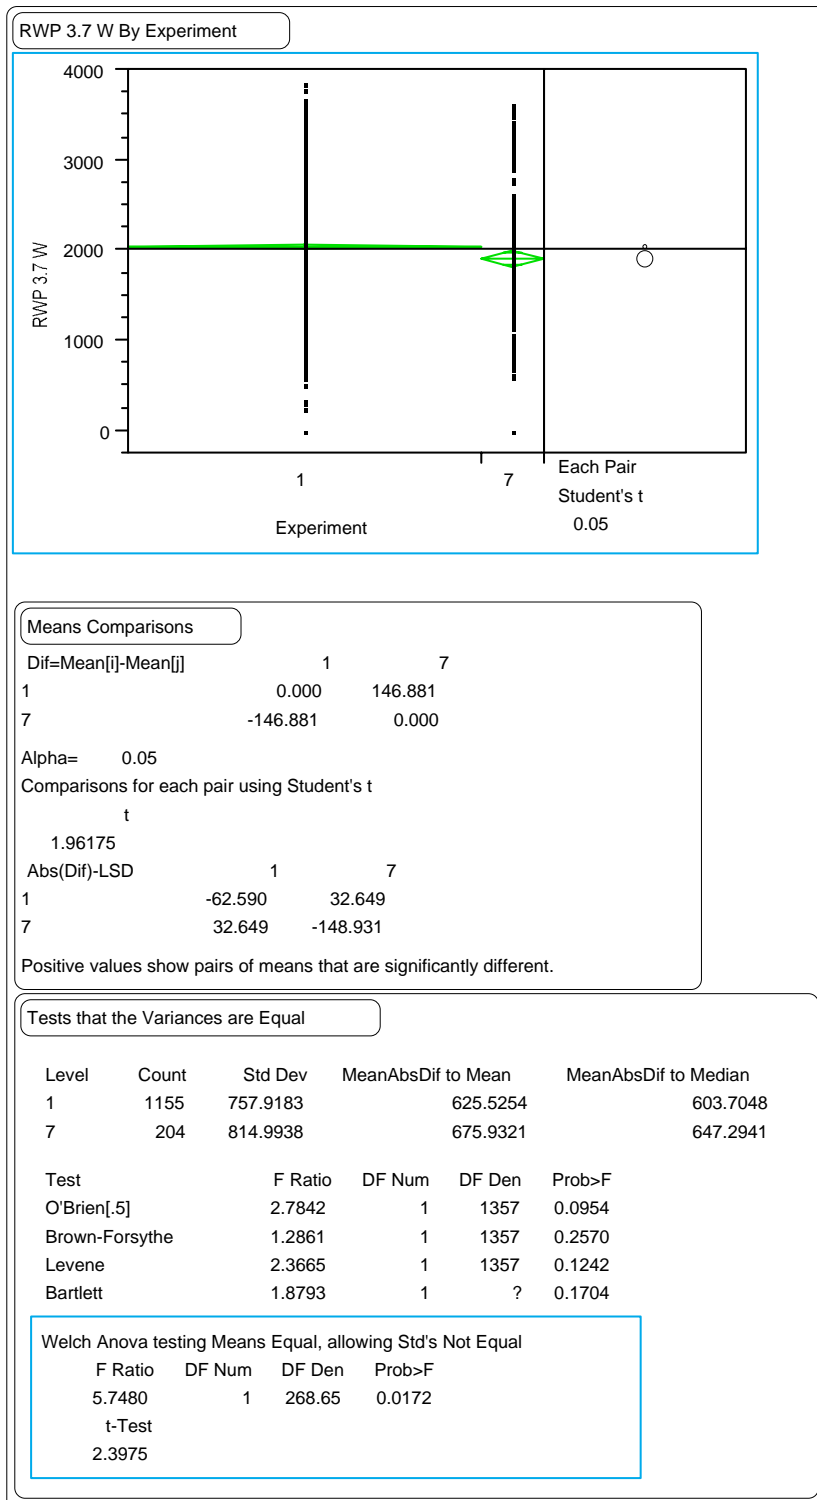 RWP 3.7 W By Experiment
4000
3000
2000
1000
0
RWP 3.7 W
1 7
Experiment
Each Pair
Student's t
0.05
Means Comparisons
Dif=Mean[i]-Mean[j] 1 7
1 0.000 146.881
7 -146.881 0.000
Alpha= 0.05
Comparisons for each pair using Student's t
t
1.96175
Abs(Dif)-LSD 1 7
1 -62.590 32.649
7 32.649 -148.931
Positive values show pairs of means that are significantly different.
Tests that the Variances are Equal
Level Count Std Dev MeanAbsDif to Mean MeanAbsDif to Median
1 1155 757.9183 625.5254 603.7048
7 204 814.9938 675.9321 647.2941
Test F Ratio DF Num DF Den Prob>F
O'Brien[.5] 2.7842 1 1357 0.0954
Brown-Forsythe 1.2861 1 1357 0.2570
Levene 2.3665 1 1357 0.1242
Bartlett 1.8793 1 ? 0.1704
Welch Anova testing Means Equal, allowing Std's Not Equal
F Ratio DF Num DF Den Prob>F
5.7480 1 268.65 0.0172
t-Test
2.3975